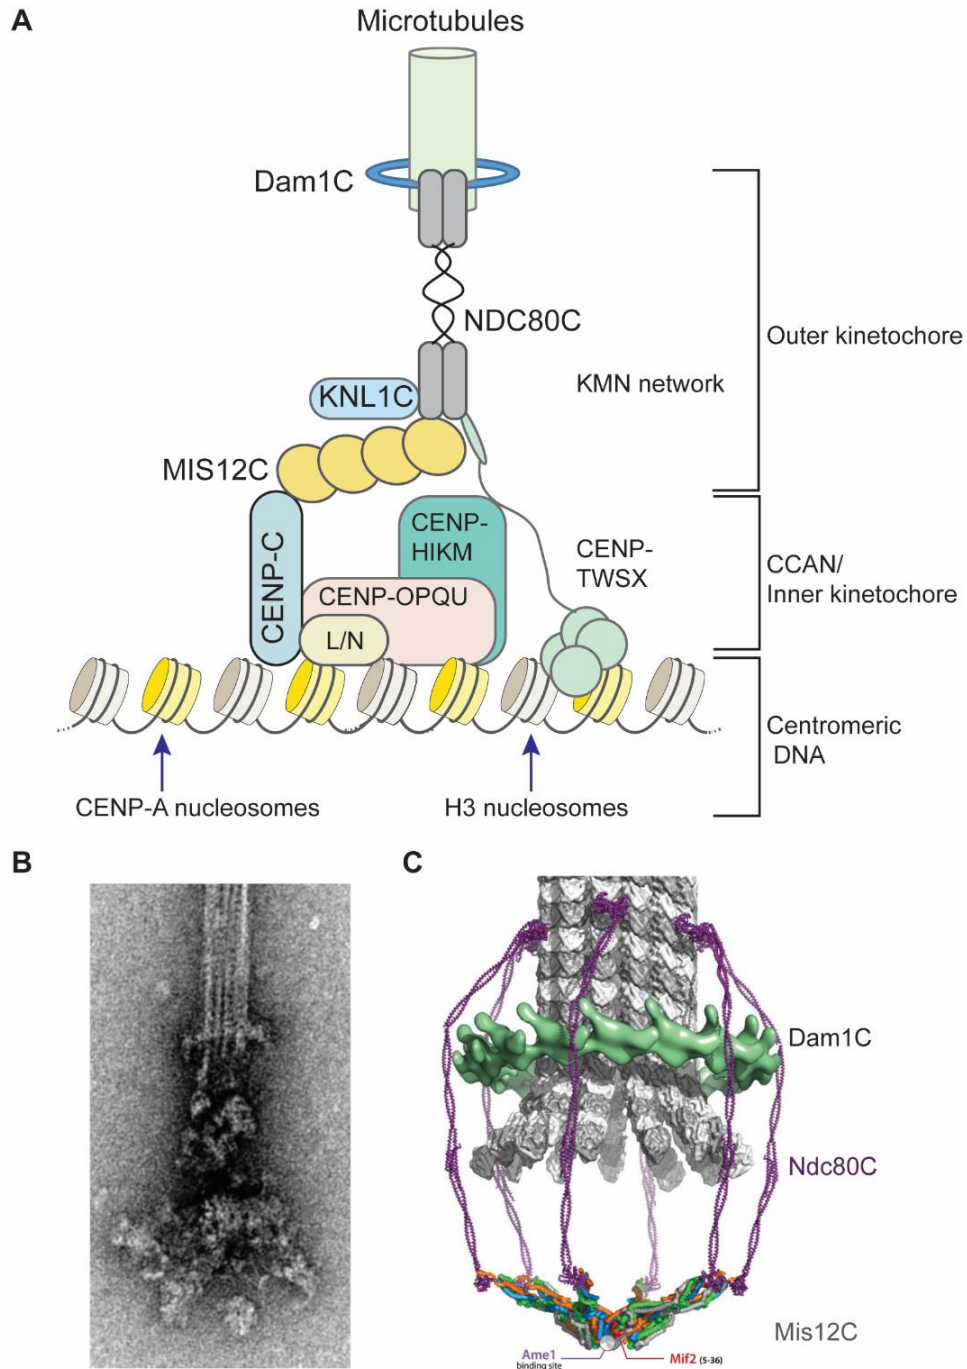 A
Microtubules
Dam1C
NDC80C
Outer kinetochore
KMN network
KNL1C
MIS12C
CENP-C
CENP-
HIKM
CENP-
TWSX
CCAN/
Inner kinetochore
CENP-OPQU
L/N
Centromeric
DNA
CENP-A nucleosomes
H3 nucleosomes
B
C
Dam1C
Ndc80C
Mis12C
Ame1
binding site
Mif2 (5-36)